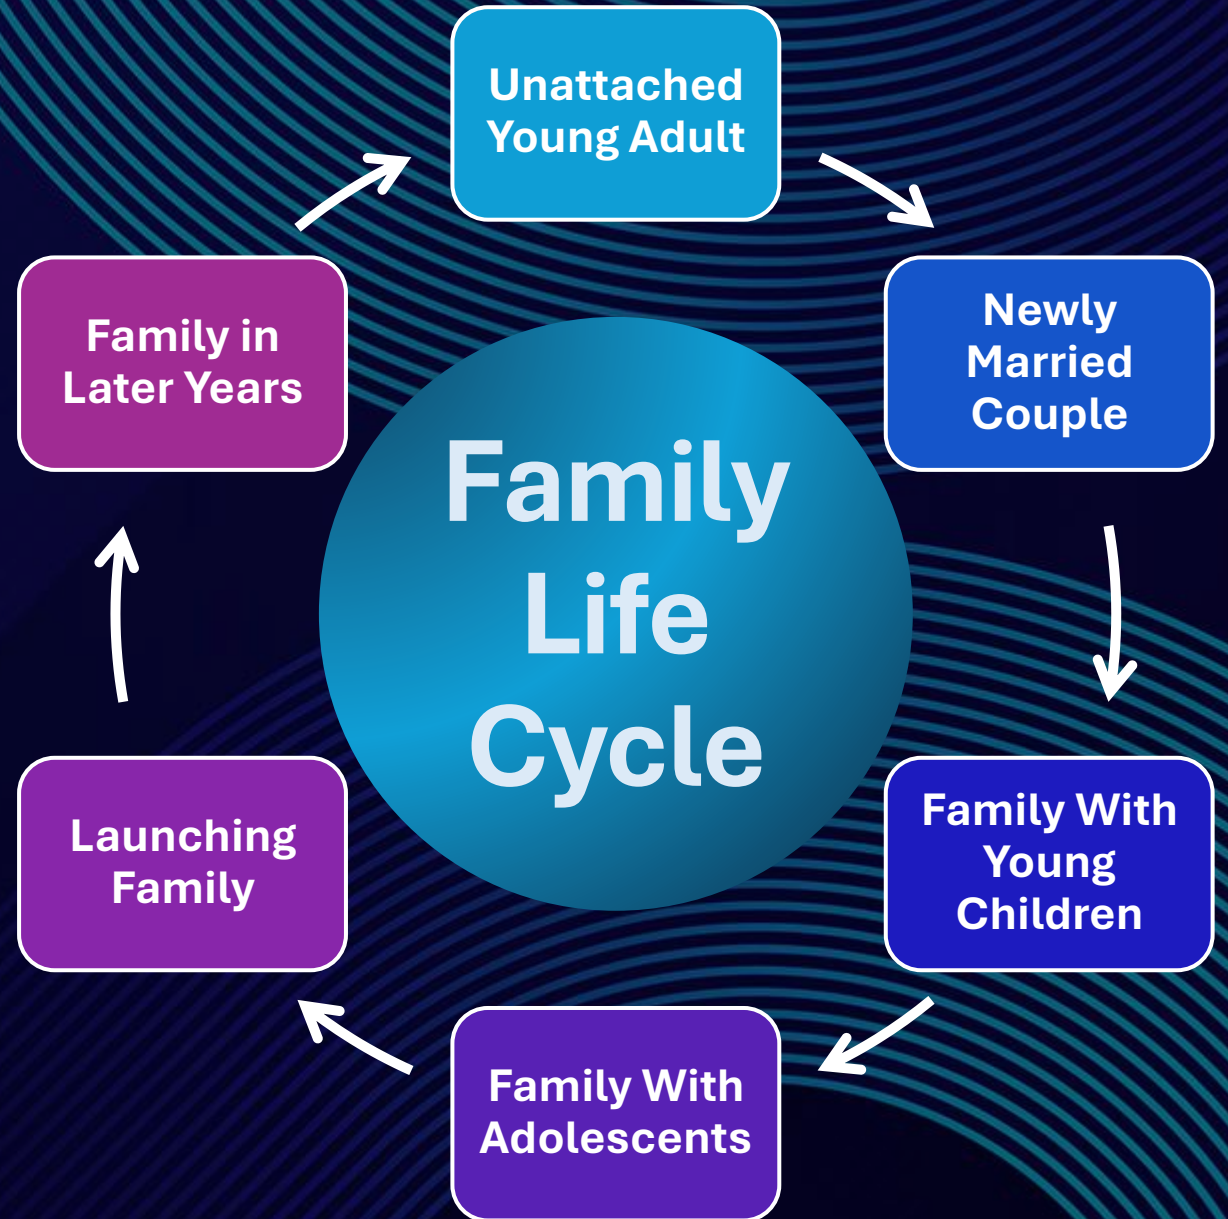 Unattached
Young Adult
Newly
Married
Couple
Family With
Young
Children
Family With
Adolescents
Launching
Family
Family in
Later Years
Family
Life
Cycle